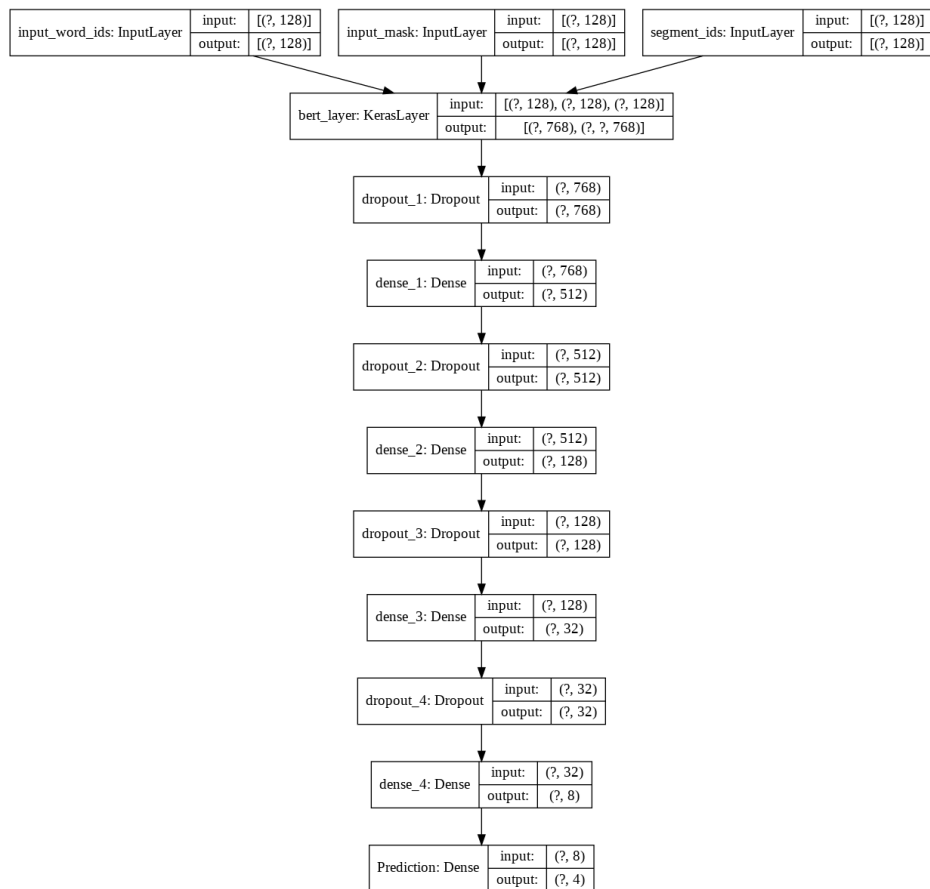 input_word_ids: InputLayer
input: [(?, 128)]
output: [(?, 128)]
input_mask: InputLayer
input: [(?, 128)]
output: [(?, 128)]
segment_ids: InputLayer
input: [(?, 128)]
output: [(?, 128)]
bert_layer: KerasLayer
input: [(?, 128), (?, 128), (?, 128)]
output: [(?, 768), (?, ?, 768)]
dropout_1: Dropout
input: (?, 768)
output: (?, 768)
dense_1: Dense
input: (?, 768)
output: (?, 512)
dropout_2: Dropout
input: (?, 512)
output: (?, 512)
dense_2: Dense
input: (?, 512)
output: (?, 128)
dropout_3: Dropout
input: (?, 128)
output: (?, 128)
dense_3: Dense
input: (?, 128)
output: (?, 32)
dropout_4: Dropout
input: (?, 32)
output: (?, 32)
dense_4: Dense
input: (?, 32)
output: (?, 8)
Prediction: Dense
input: (?, 8)
output: (?, 4)